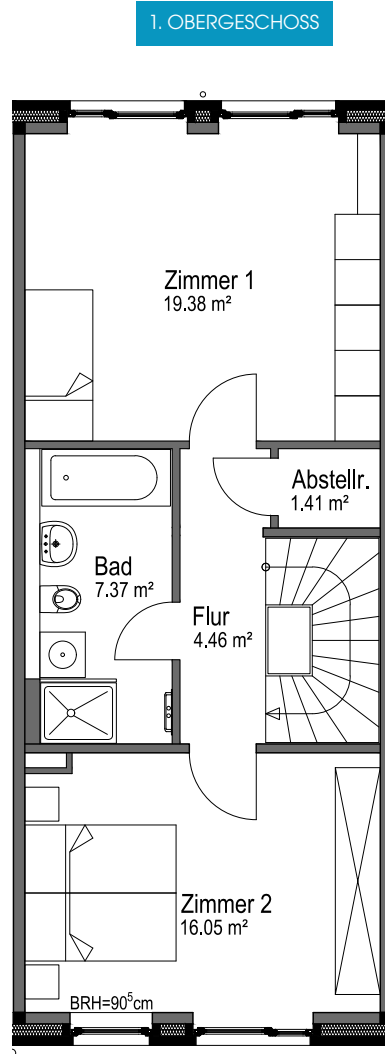 1. OBERGESCHOSS
Zimmer 1
19.38 m²
Abstellr.
1.41 m²
Bad
7.37 m²
Flur
4.46 m²
Zimmer 2
16.05 m²
BRH=90⁵cm